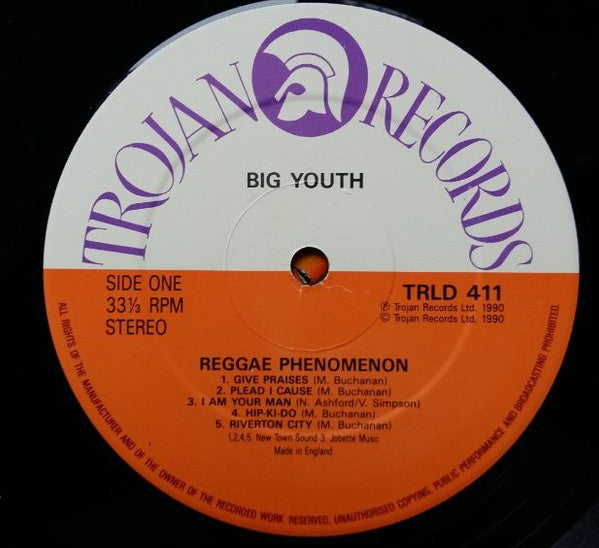 TROJAN RECORDS
BIG YOUTH
SIDE ONE
33⅓ RPM
STEREO
TRLD 411
℗ Trojan Records Ltd. 1990
© Trojan Records Ltd. 1990
REGGAE PHENOMENON
1. GIVE PRAISES (M. Buchanan)
2. PLEAD I CAUSE (M. Buchanan)
3. I AM YOUR MAN (N. Ashford/V. Simpson)
4. HIP-KI-DO (M. Buchanan)
5. RIVERTON CITY (M. Buchanan)
1,2,4,5. New Town Sound 3. Jobette Music
Made in England
ALL RIGHTS OF THE MANUFACTURER AND OF THE OWNER OF THE RECORDED WORK RESERVED. UNAUTHORISED COPYING, PUBLIC PERFORMANCE AND BROADCASTING PROHIBITED.